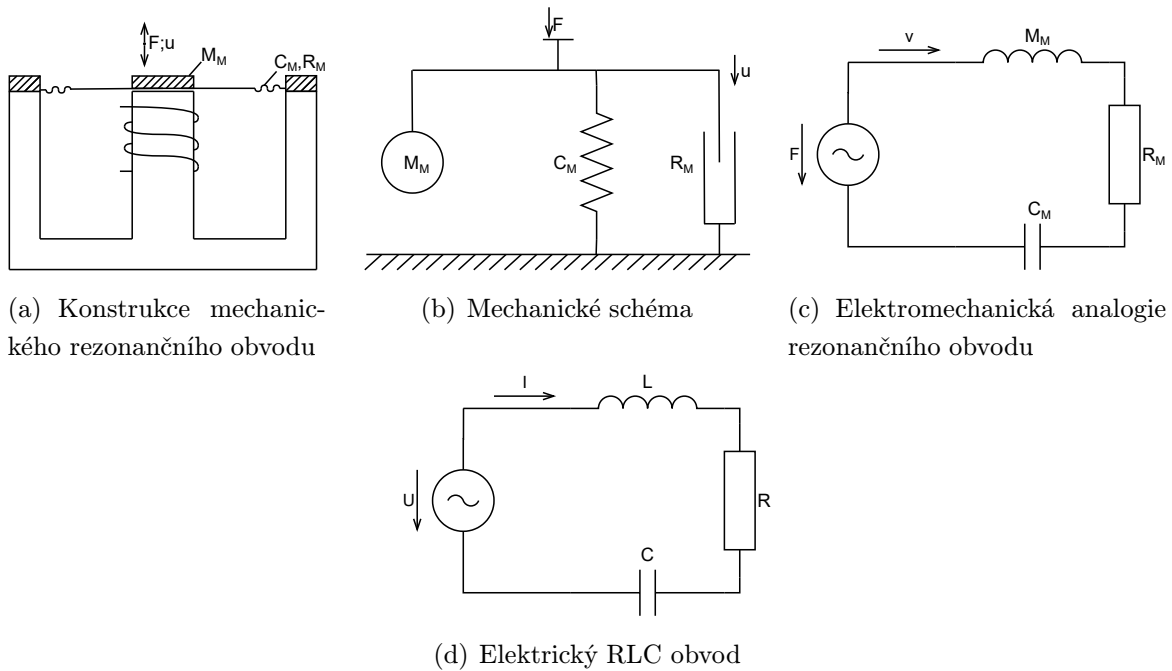 F;u
M_M
C_M,R_M
F
u
M_M
C_M
R_M
v
M_M
F
R_M
C_M
(a) Konstrukce mechanic-
kého rezonančního obvodu
(b) Mechanické schéma
(c) Elektromechanická analogie
rezonančního obvodu
I
L
U
R
C
(d) Elektrický RLC obvod